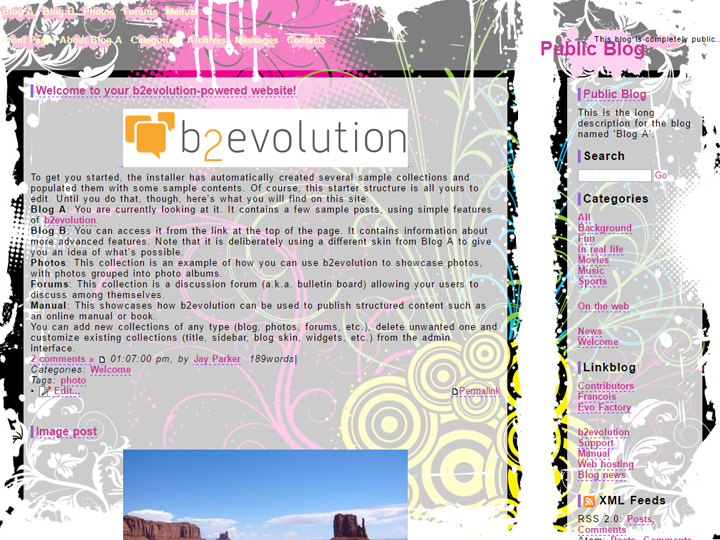 Blog A Blog B Photos Forums Manual
Front Page About Blog A Categories Archives Messages Contacts
This blog is completely public...
Public Blog
Welcome to your b2evolution-powered website!
b2evolution
To get you started, the installer has automatically created several sample collections and
populated them with some sample contents. Of course, this starter structure is all yours to
edit. Until you do that, though, here's what you will find on this site:
Blog A: You are currently looking at it. It contains a few sample posts, using simple features
of b2evolution.
Blog B: You can access it from the link at the top of the page. It contains information about
more advanced features. Note that it is deliberately using a different skin from Blog A to give
you an idea of what's possible.
Photos: This collection is an example of how you can use b2evolution to showcase photos,
with photos grouped into photo albums.
Forums: This collection is a discussion forum (a.k.a. bulletin board) allowing your users to
discuss among themselves.
Manual: This showcases how b2evolution can be used to publish structured content such as
an online manual or book.
You can add new collections of any type (blog, photos, forums, etc.), delete unwanted one and
customize existing collections (title, sidebar, blog skin, widgets, etc.) from the admin
interface.
2 comments » 01:07:00 pm, by Jay Parker 189words|
Categories: Welcome
Tags: photo
• Edit...
Permalink
Image post
Public Blog
This is the long
description for the blog
named 'Blog A'.
Search
Go
Categories
All
Background
Fun
In real life
Movies
Music
Sports
On the web
News
Welcome
Linkblog
Contributors
Francois
Evo Factory
b2evolution
Support
Manual
Web hosting
Blog news
XML Feeds
RSS 2.0: Posts,
Comments
Atom: Posts, Comments